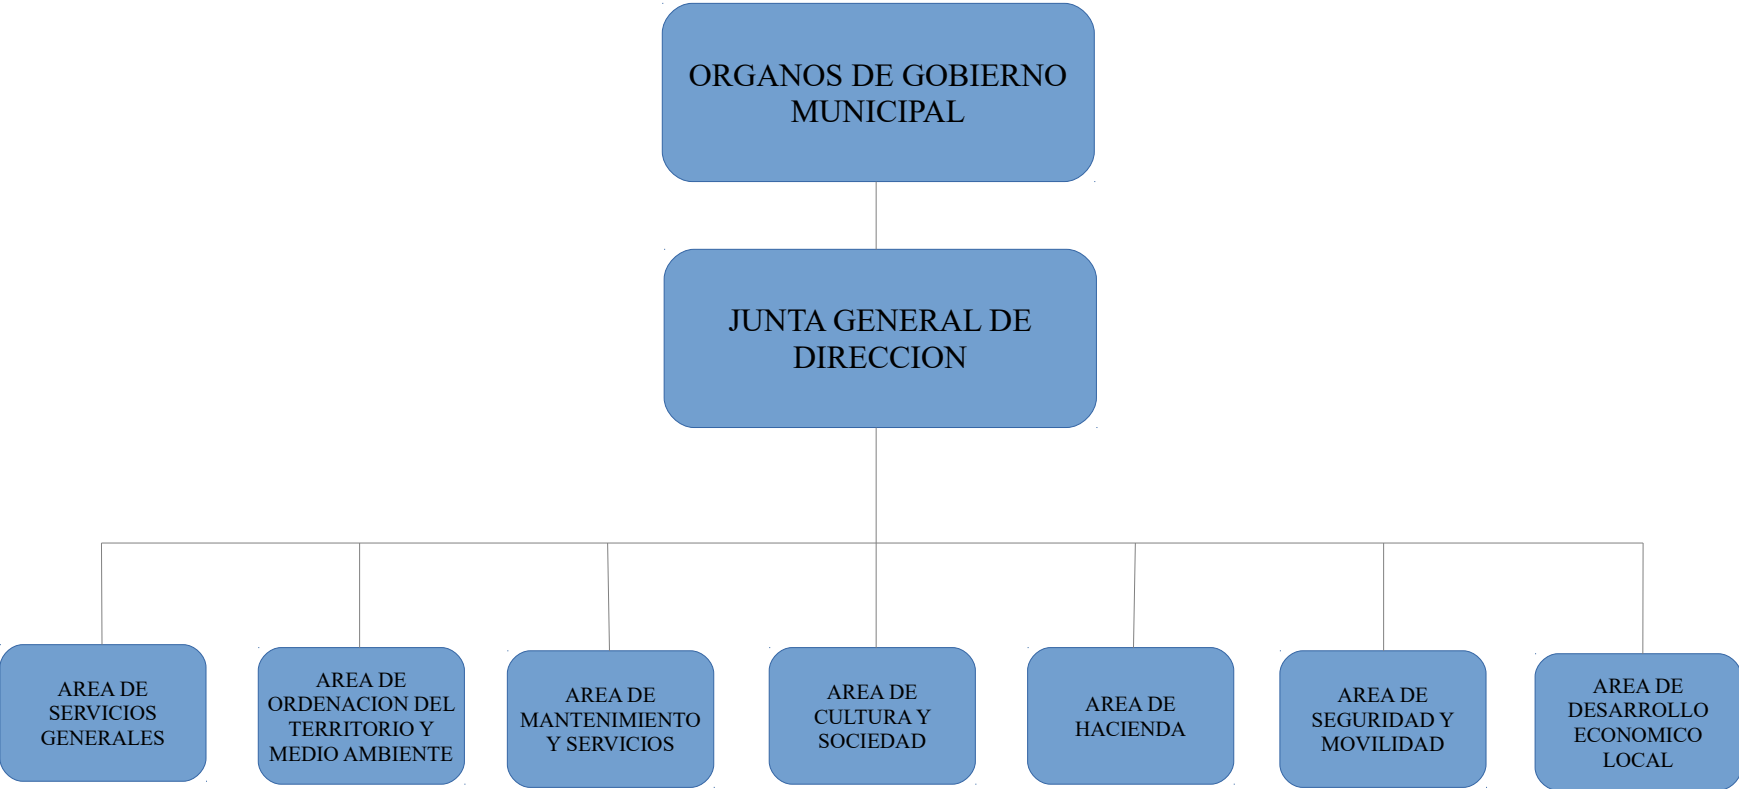 ORGANOS DE GOBIERNO
MUNICIPAL
JUNTA GENERAL DE
DIRECCION
AREA DE
SERVICIOS
GENERALES
AREA DE
ORDENACION DEL
TERRITORIO Y
MEDIO AMBIENTE
AREA DE
MANTENIMIENTO
Y SERVICIOS
AREA DE
CULTURA Y
SOCIEDAD
AREA DE
HACIENDA
AREA DE
SEGURIDAD Y
MOVILIDAD
AREA DE
DESARROLLO
ECONOMICO
LOCAL